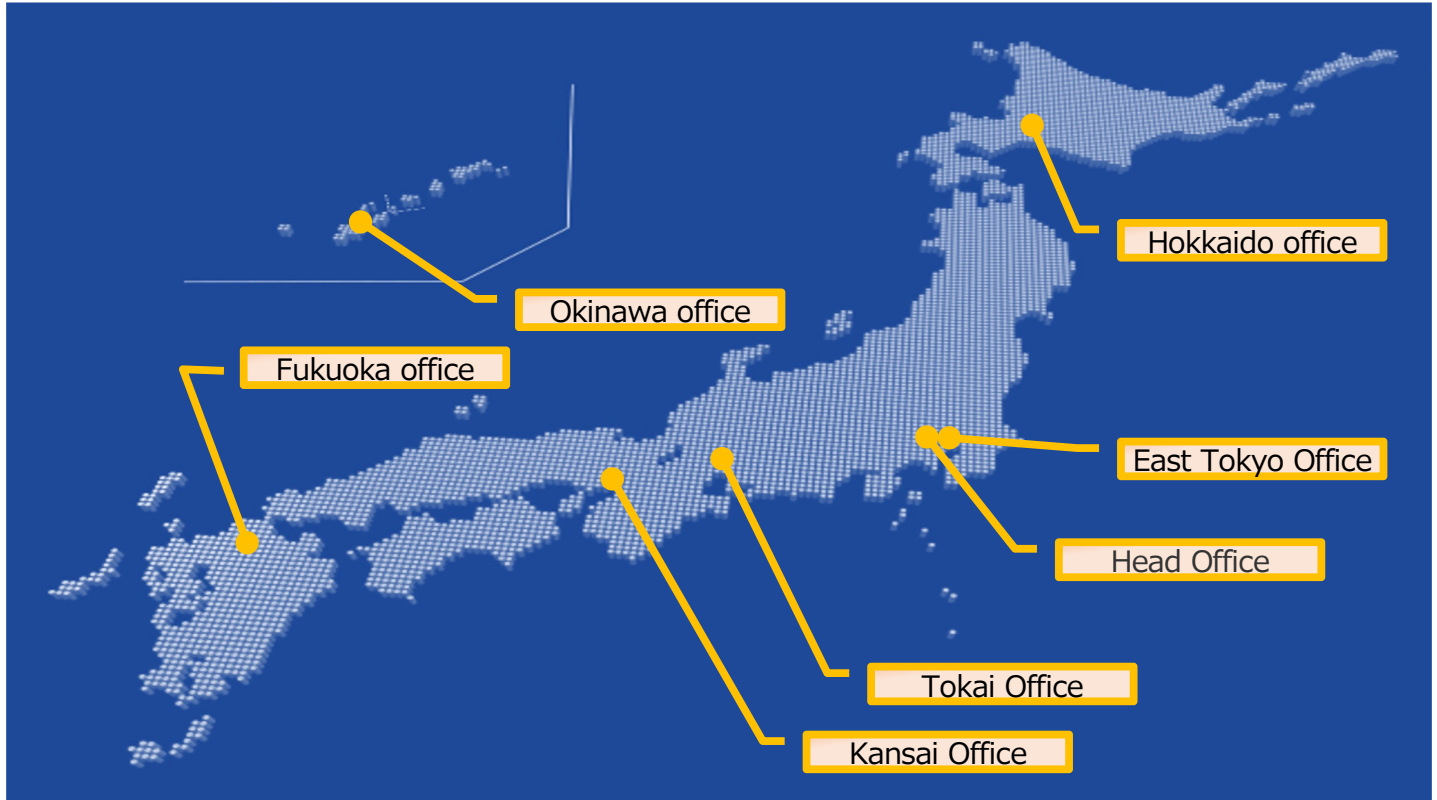 Hokkaido office
Okinawa office
Fukuoka office
East Tokyo Office
Head Office
Tokai Office
Kansai Office